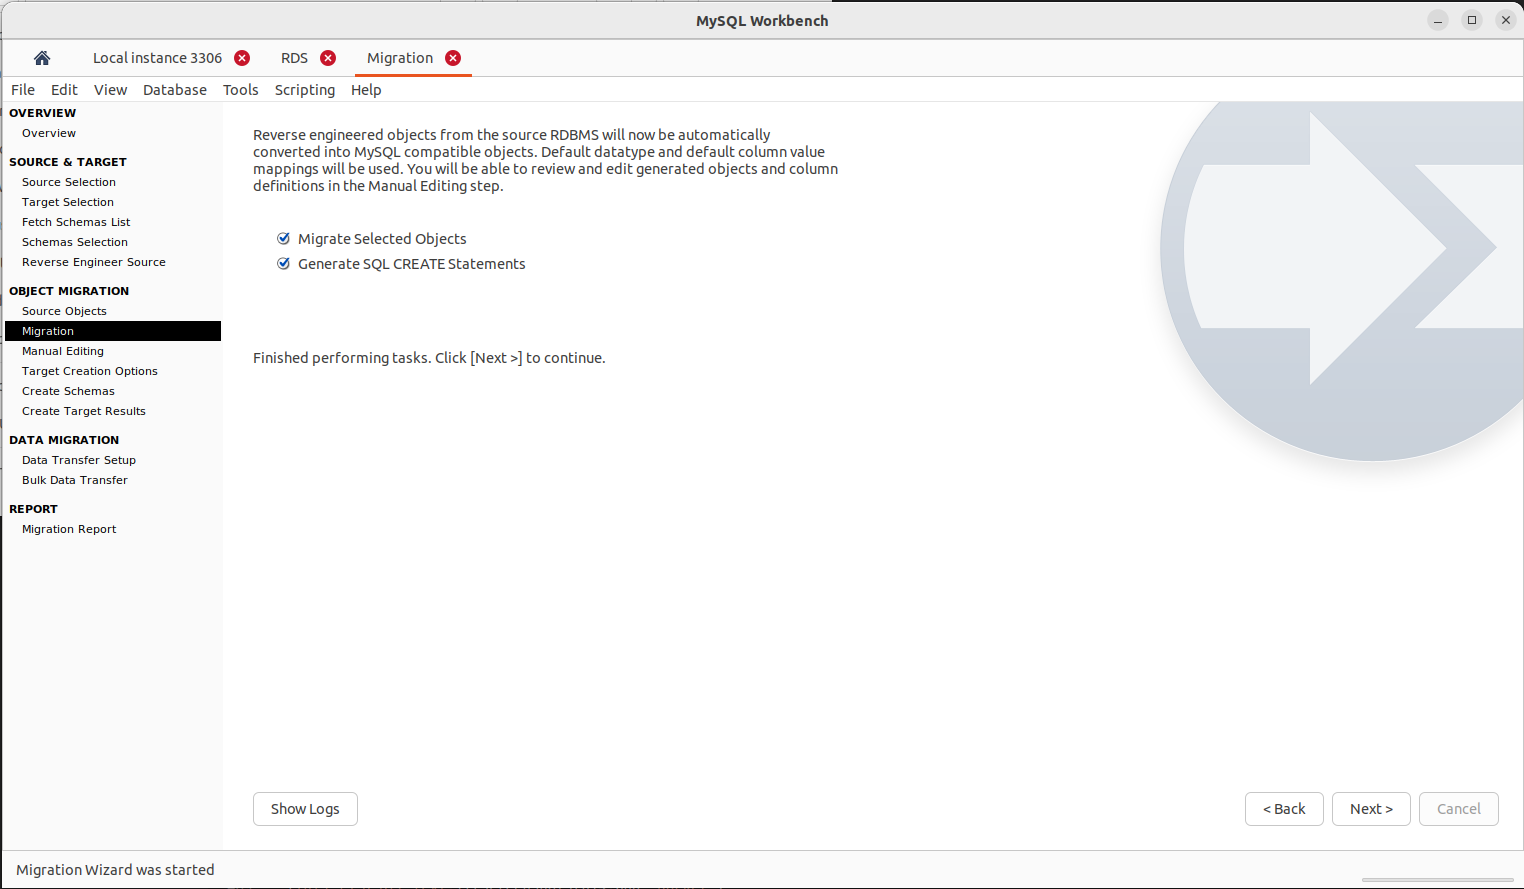 MySQL Workbench
Local instance 3306
RDS
Migration
File Edit View Database Tools Scripting Help
OVERVIEW
Overview
SOURCE & TARGET
Source Selection
Target Selection
Fetch Schemas List
Schemas Selection
Reverse Engineer Source
OBJECT MIGRATION
Source Objects
Migration
Manual Editing
Target Creation Options
Create Schemas
Create Target Results
DATA MIGRATION
Data Transfer Setup
Bulk Data Transfer
REPORT
Migration Report
Reverse engineered objects from the source RDBMS will now be automatically
converted into MySQL compatible objects. Default datatype and default column value
mappings will be used. You will be able to review and edit generated objects and column
definitions in the Manual Editing step.
Migrate Selected Objects
Generate SQL CREATE Statements
Finished performing tasks. Click [Next >] to continue.
Show Logs
< Back
Next >
Cancel
Migration Wizard was started